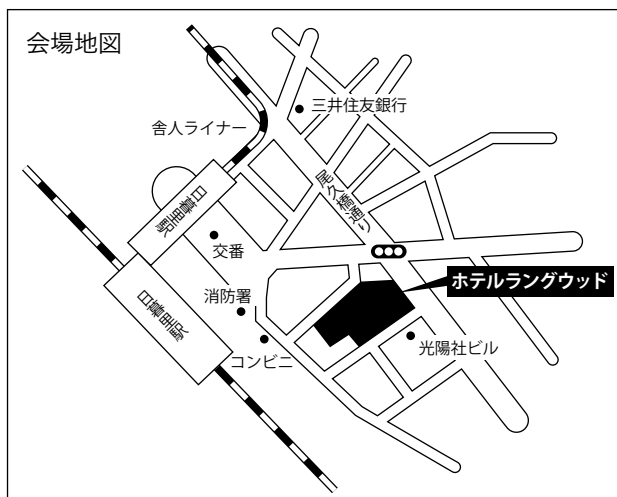 会場地図
三井住友銀行
舎人ライナー
尾久橋通り
日暮里駅
交番
ホテルラングウッド
消防署
日暮里駅
コンビニ
光陽社ビル